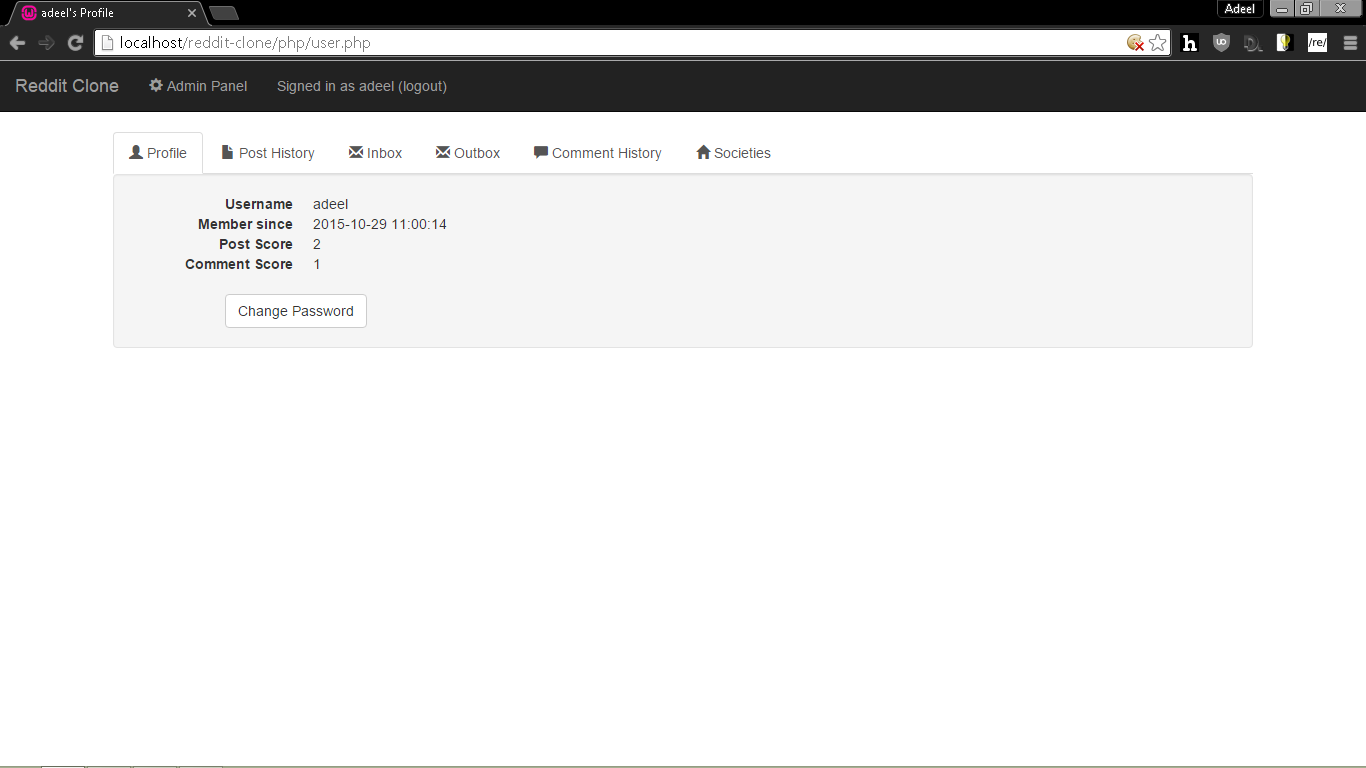 adeel's Profile
Adeel
localhost/reddit-clone/php/user.php
h
UO
/re/
Reddit Clone Admin Panel Signed in as adeel (logout)
Profile Post History Inbox Outbox Comment History Societies
Username adeel
Member since 2015-10-29 11:00:14
Post Score 2
Comment Score 1
Change Password